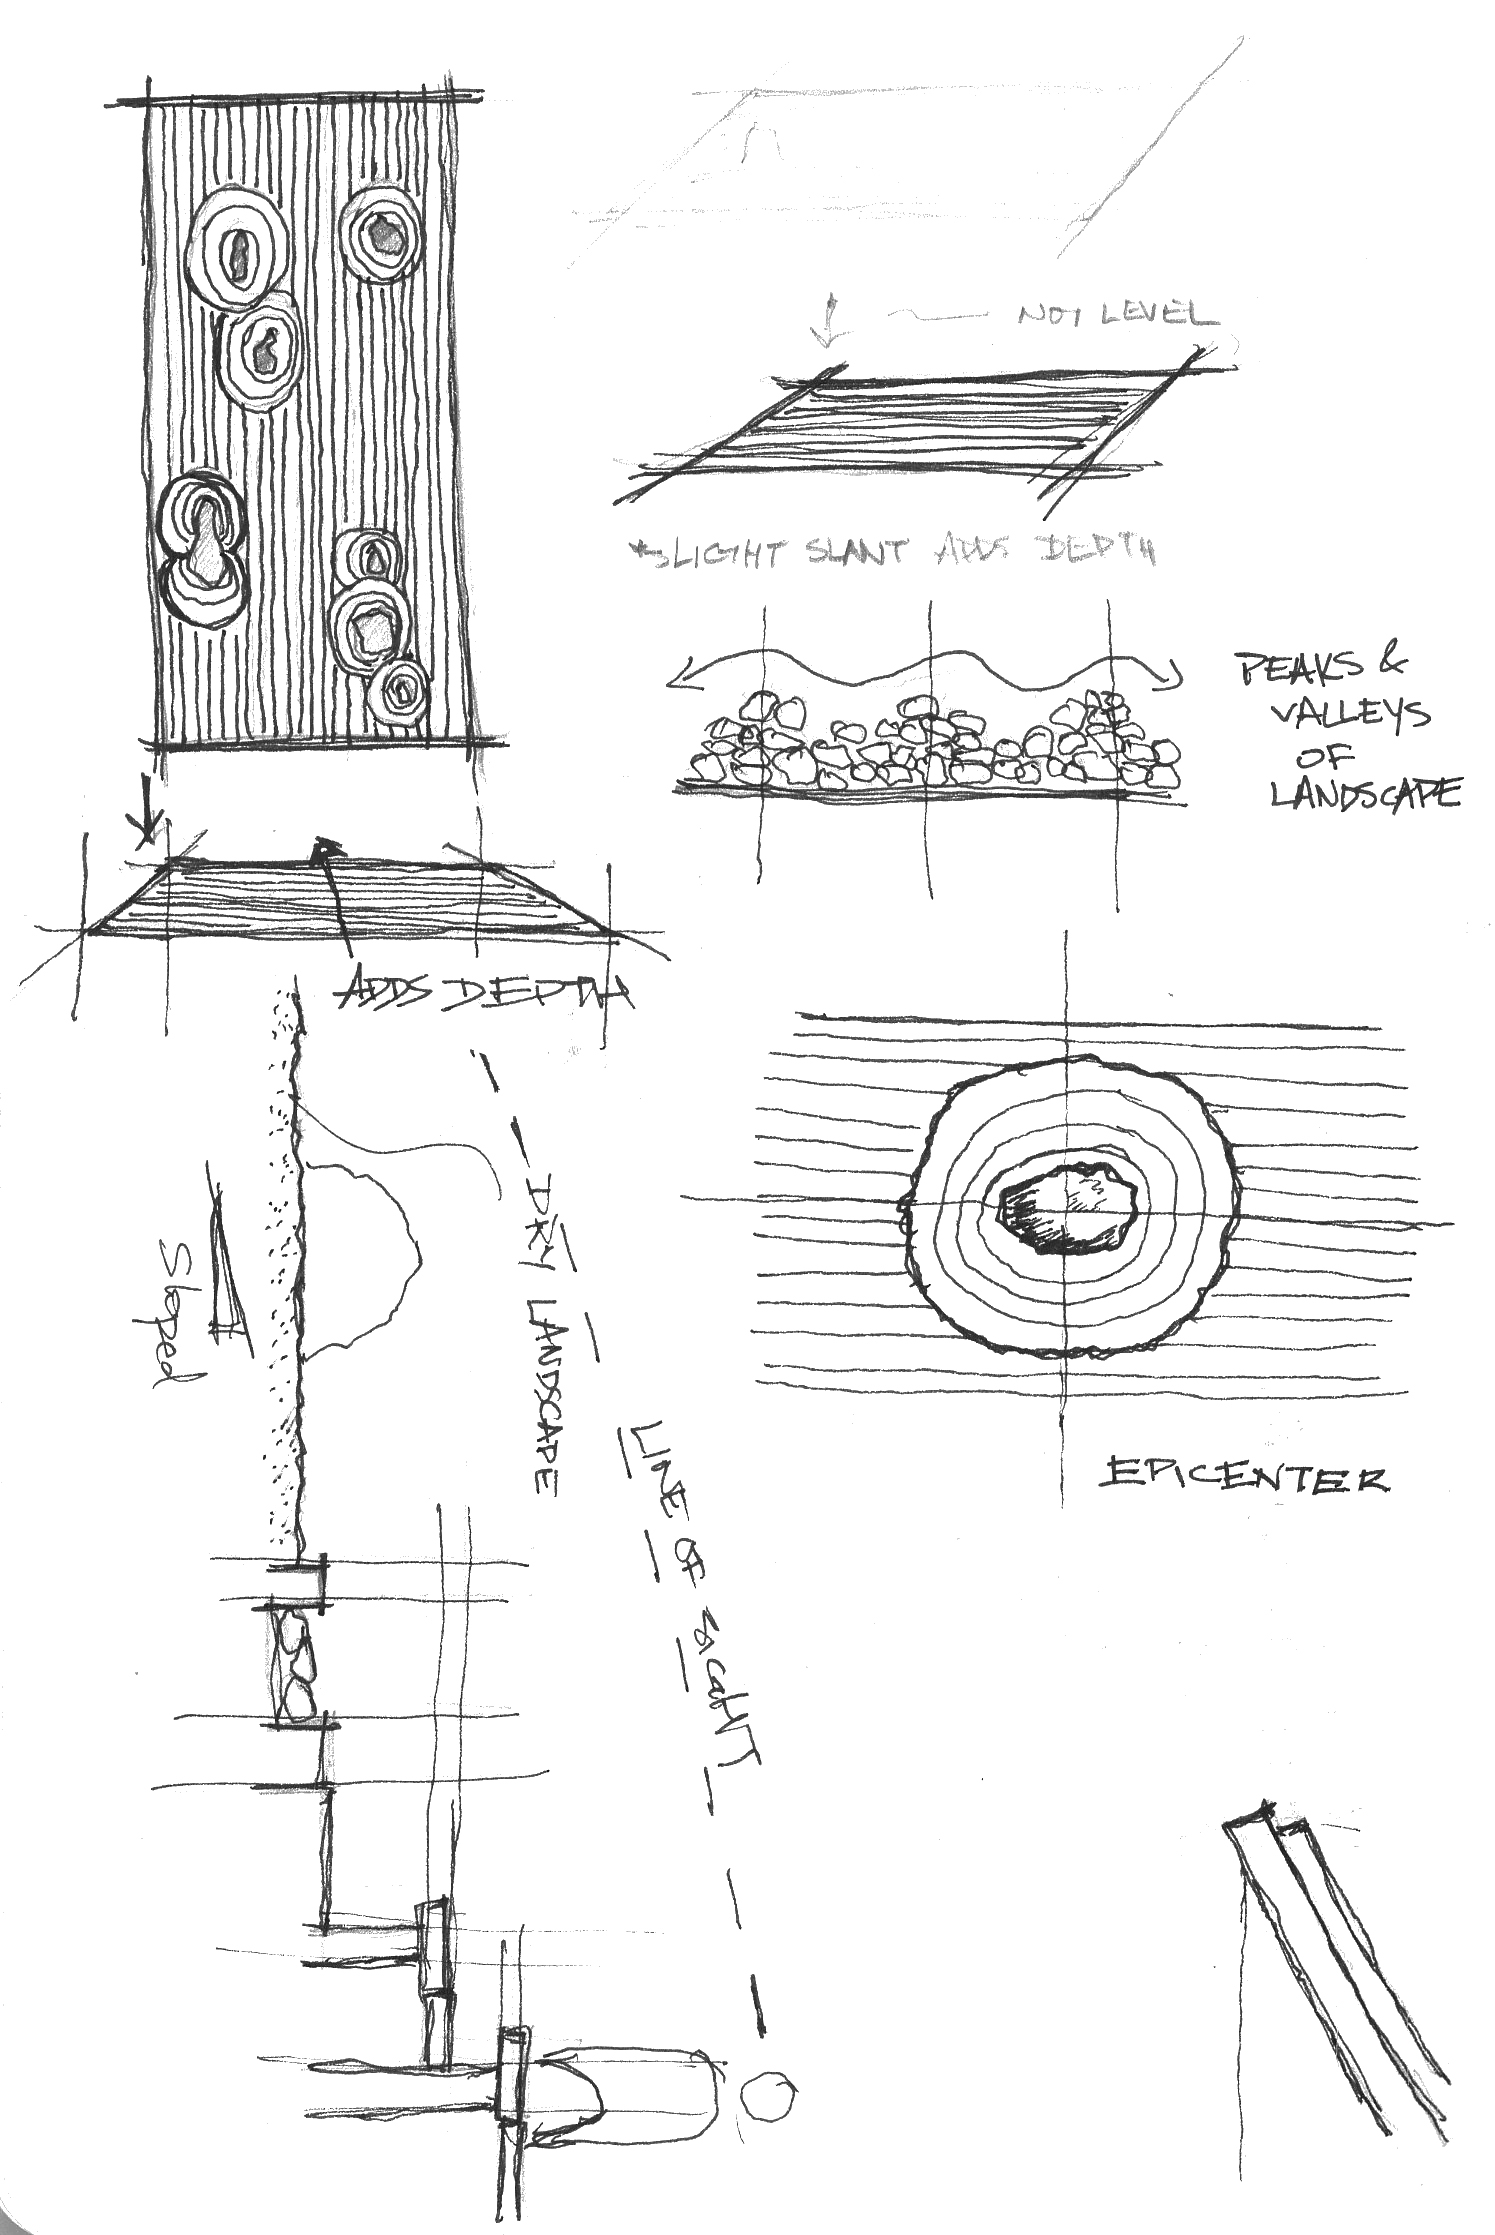 NOT LEVEL
*SLIGHT SLANT ADDS DEPTH
PEAKS &
VALLEYS
OF
LANDSCAPE
ADDS DEPTH
Sloped
DRY LANDSCAPE
LINE OF SIGHT
EPICENTER